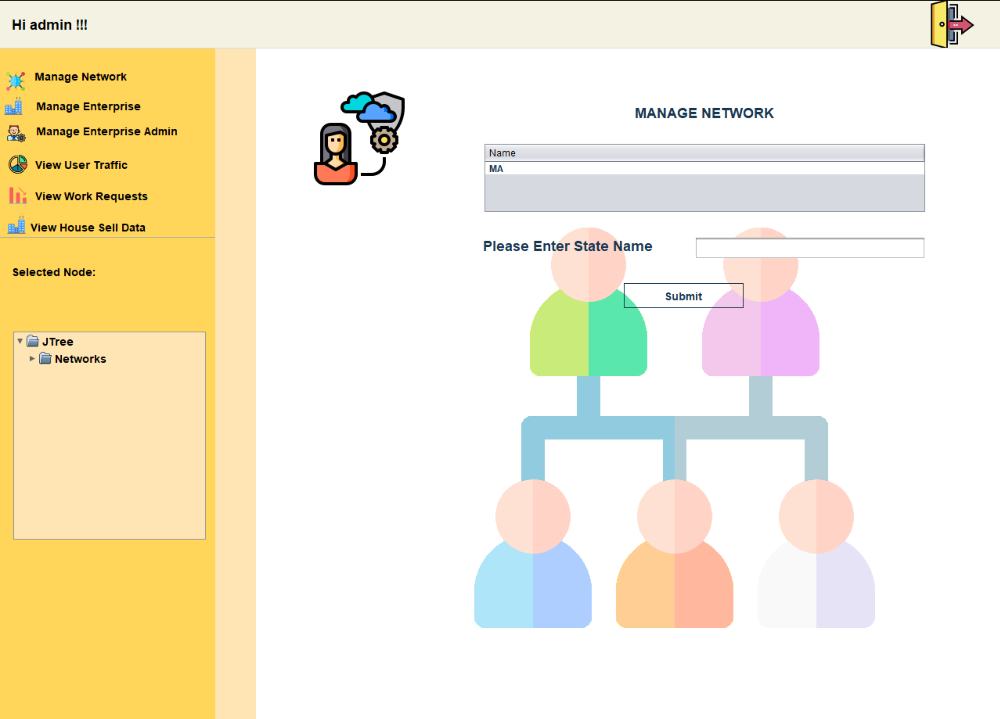 Hi admin !!!
Manage Network
Manage Enterprise
Manage Enterprise Admin
View User Traffic
View Work Requests
View House Sell Data
Selected Node:
JTree
Networks
MANAGE NETWORK
Name
MA
Please Enter State Name
Submit